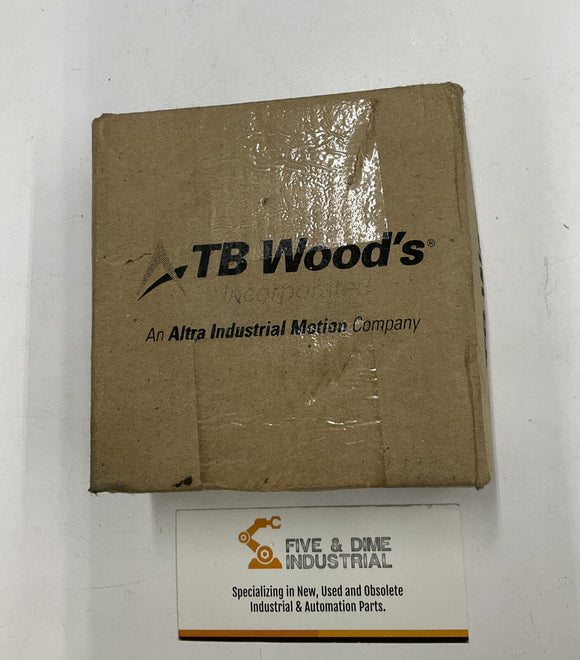 TB Wood's®
Incorporated
An Altra Industrial Motion Company
FIVE & DIME
INDUSTRIAL
Specializing in New, Used and Obsolete
Industrial & Automation Parts.